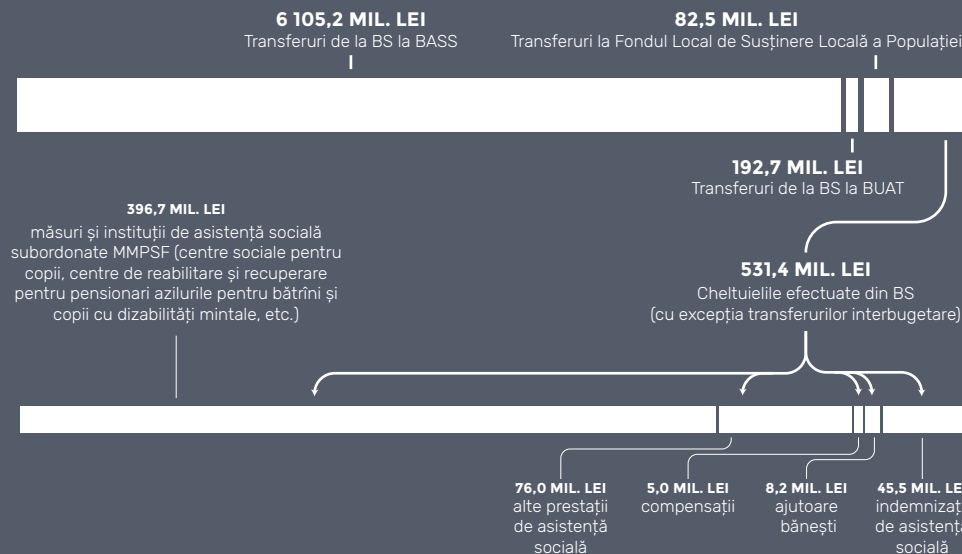 6 105,2 MIL. LEI
Transferuri de la BS la BASS
82,5 MIL. LEI
Transferuri la Fondul Local de Susținere Locală a Populației
192,7 MIL. LEI
Transferuri de la BS la BUAT
396,7 MIL. LEI
măsuri și instituții de asistență socială
subordonate MMPSF (centre sociale pentru
copii, centre de reabilitare și recuperare
pentru pensionari azilurile pentru bătrîni și
copii cu dizabilități mintale, etc.)
531,4 MIL. LEI
Cheltuielile efectuate din BS
(cu excepția transferurilor interbugetare)
76,0 MIL. LEI
alte prestații
de asistență
socială
5,0 MIL. LEI
compensații
8,2 MIL. LEI
ajutoare
bănești
45,5 MIL. LE
indemnizaț
de asistenț
socială